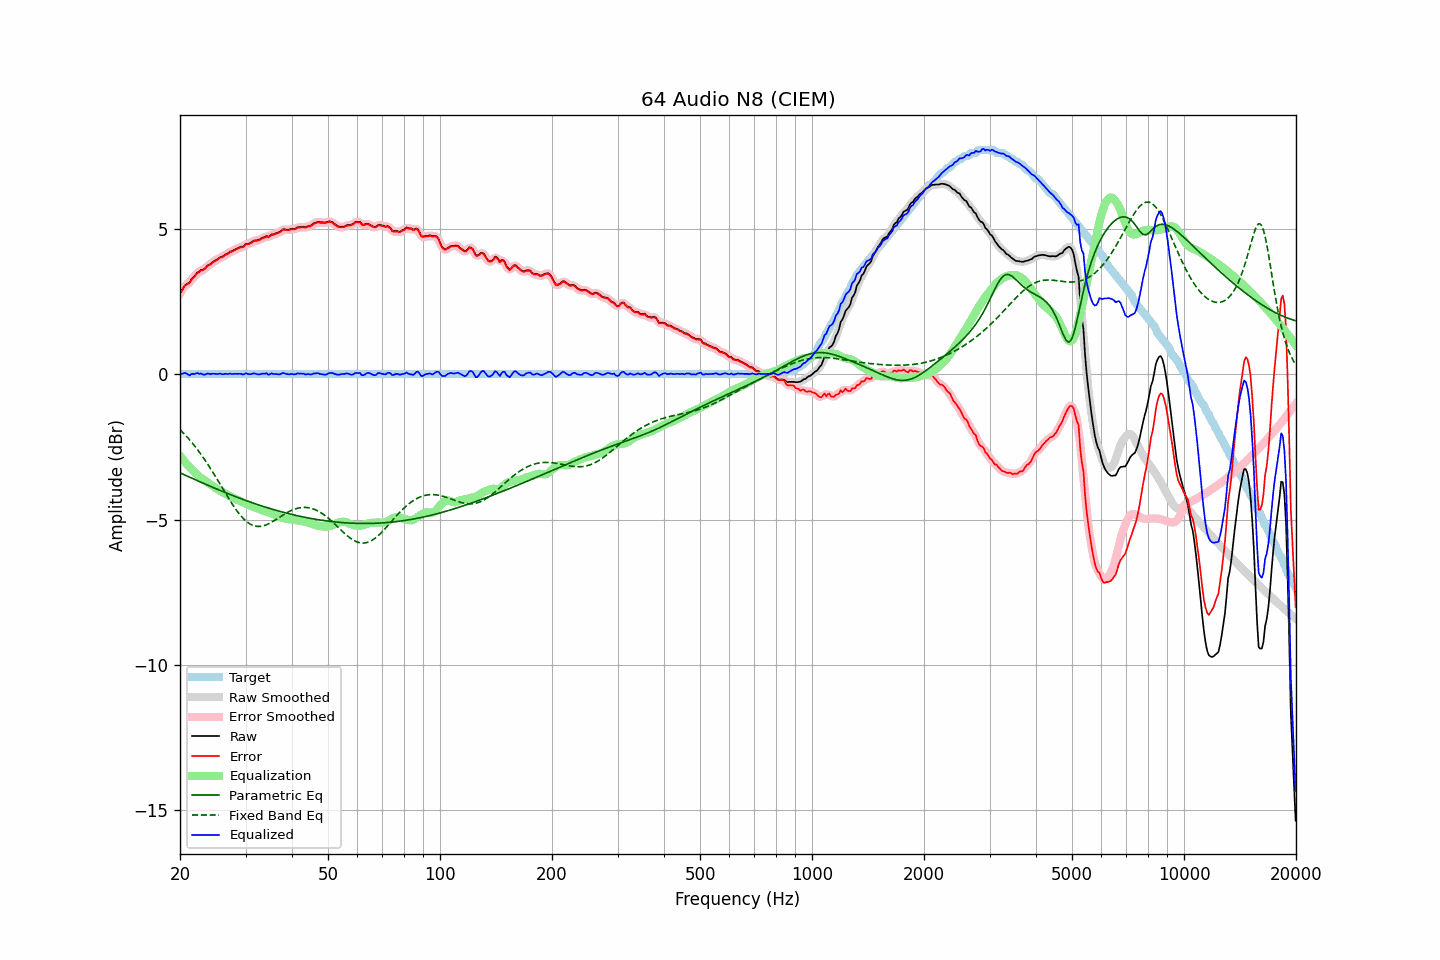 64 Audio N8 (CIEM)
Amplitude (dBr)
5
0
−5
−10
−15
Target
Raw Smoothed
Error Smoothed
Raw
Error
Equalization
Parametric Eq
Fixed Band Eq
Equalized
20 50 100 200 500 1000 2000 5000 10000 20000
Frequency (Hz)